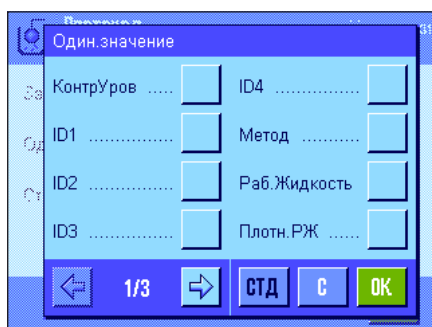 Один.значение
КонтрУров ..... ID4 ...............
ID1 ............... Метод ..........
ID2 ............... Раб.Жидкость
ID3 ............... Плотн.РЖ ......
1/3 СТД C OK